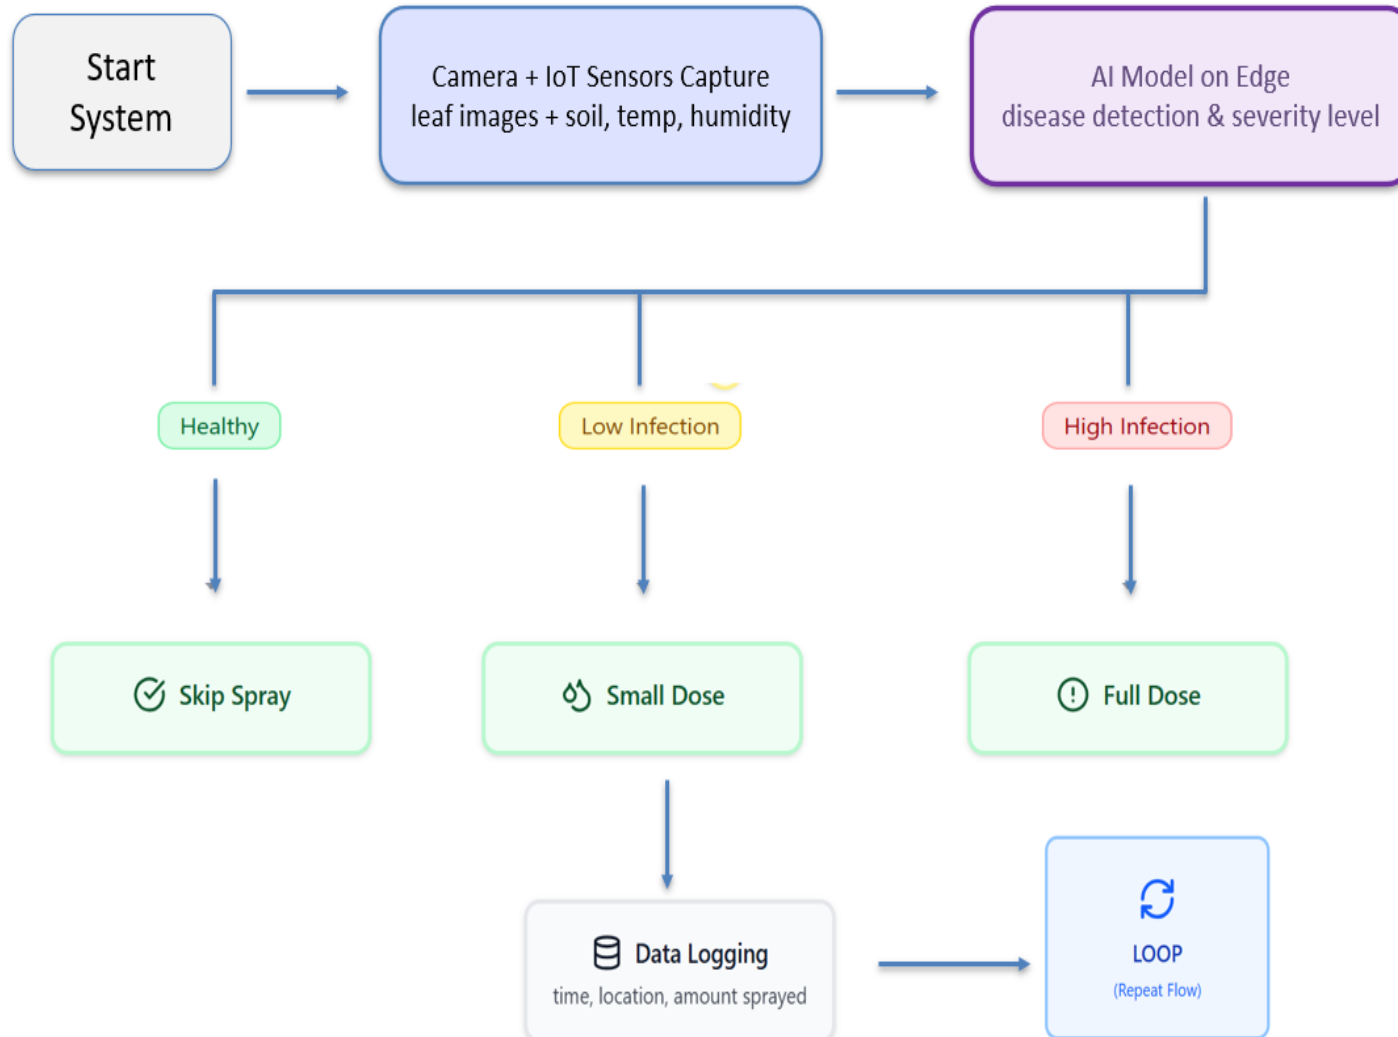 Start
System
Camera + IoT Sensors Capture
leaf images + soil, temp, humidity
AI Model on Edge
disease detection & severity level
Healthy
Low Infection
High Infection
Skip Spray
Small Dose
Full Dose
Data Logging
time, location, amount sprayed
LOOP
(Repeat Flow)